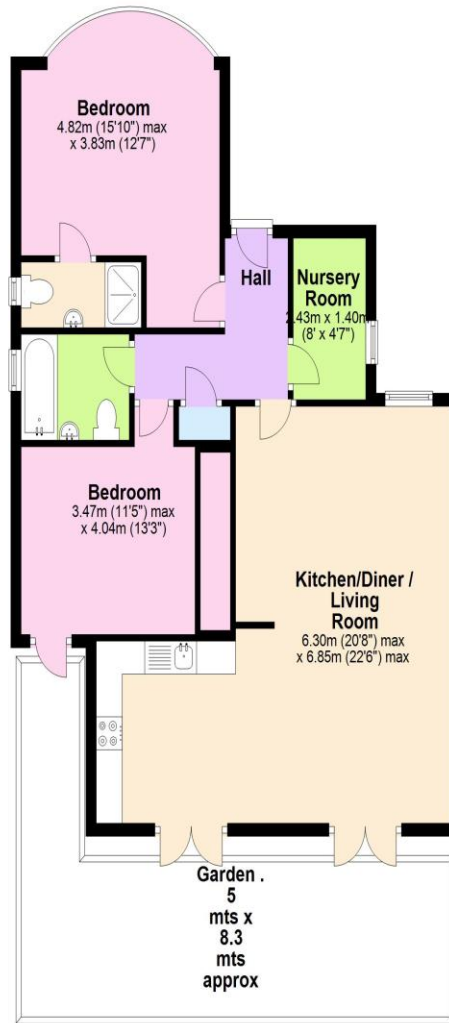 Bedroom
4.82m (15'10") max
x 3.83m (12'7")
Hall
Nursery
Room
2.43m x 1.40m
(8' x 4'7")
Bedroom
3.47m (11'5") max
x 4.04m (13'3")
Kitchen/Diner /
Living
Room
6.30m (20'8") max
x 6.85m (22'6") max
Garden .
5
mts x
8.3
mts
approx